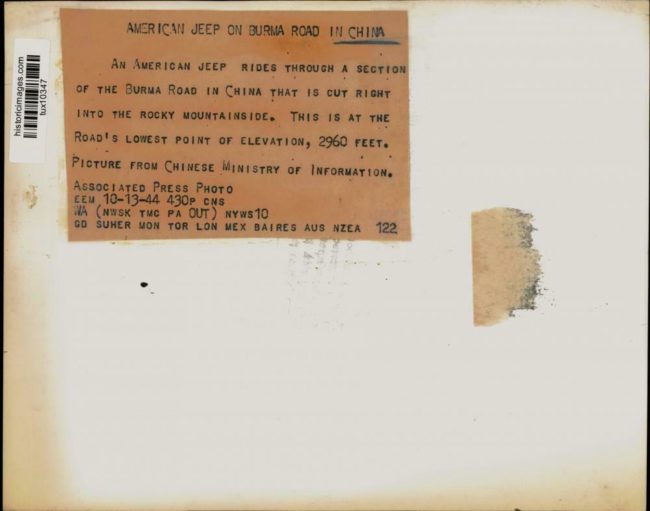 AMERICAN JEEP ON BURMA ROAD IN CHINA
AN AMERICAN JEEP RIDES THROUGH A SECTION
OF THE BURMA ROAD IN CHINA THAT IS CUT RIGHT
INTO THE ROCKY MOUNTAINSIDE. THIS IS AT THE
ROAD'S LOWEST POINT OF ELEVATION, 2960 FEET.
PICTURE FROM CHINESE MINISTRY OF INFORMATION.
ASSOCIATED PRESS PHOTO
EEM 10-13-44 430P CNS
WA (NWSK TMC PA OUT) NYWS10
GD SUHER MON TOR LON MEX BAIRES AUS NZEA 122
historicimages.com
tux10347